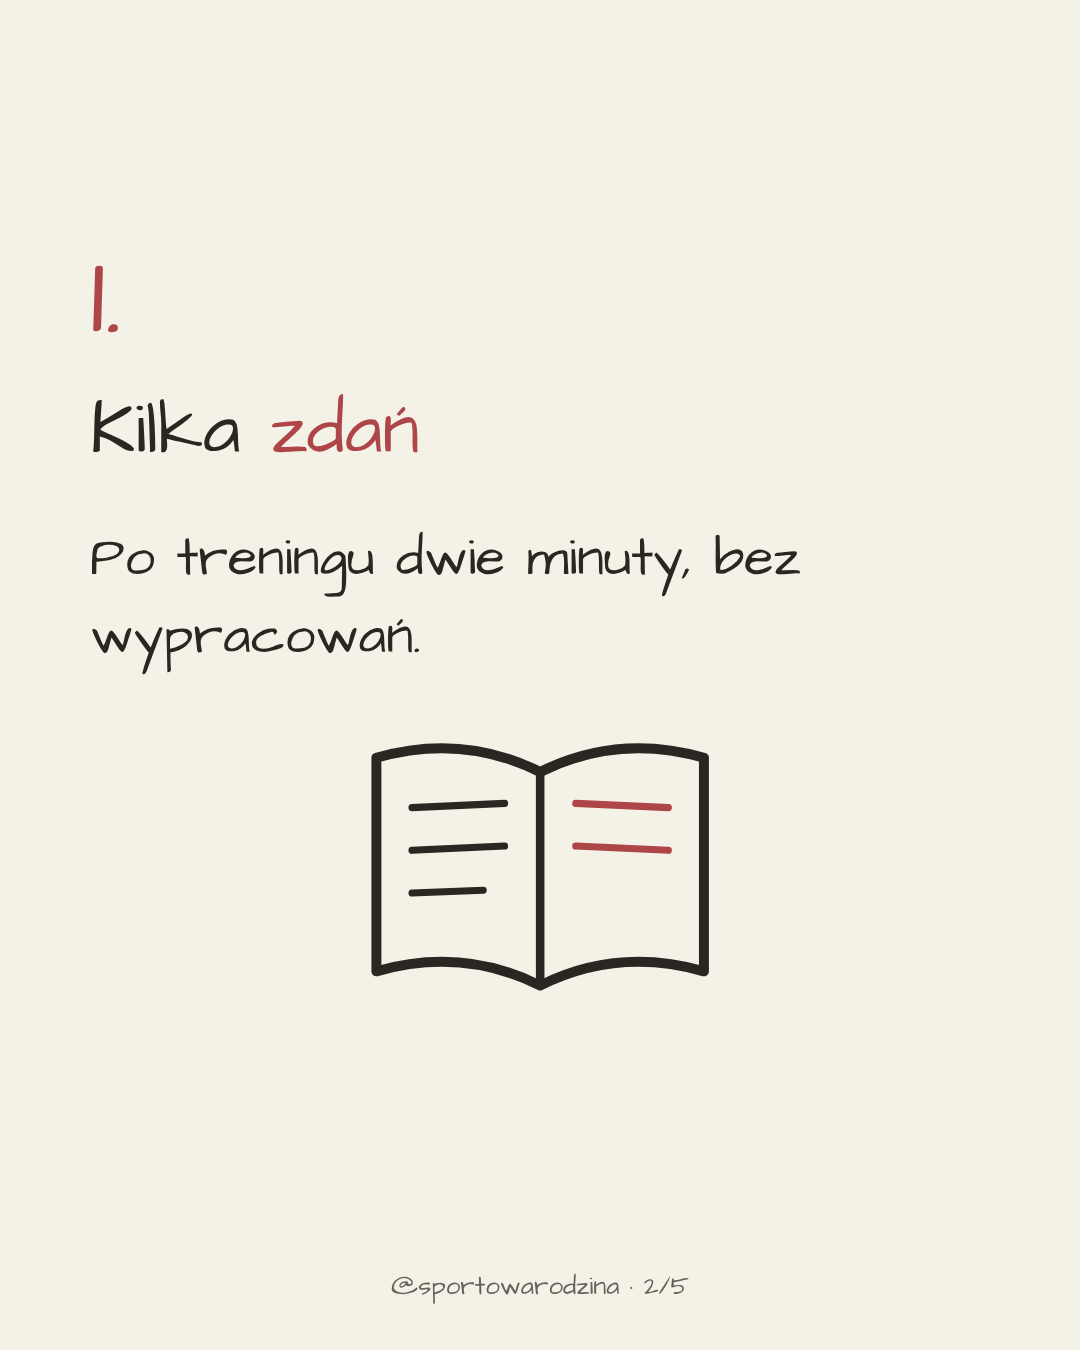 1.
Kilka zdań
Po treningu dwie minuty, bez
wypracowań.
@sportowarodzina · 2/5